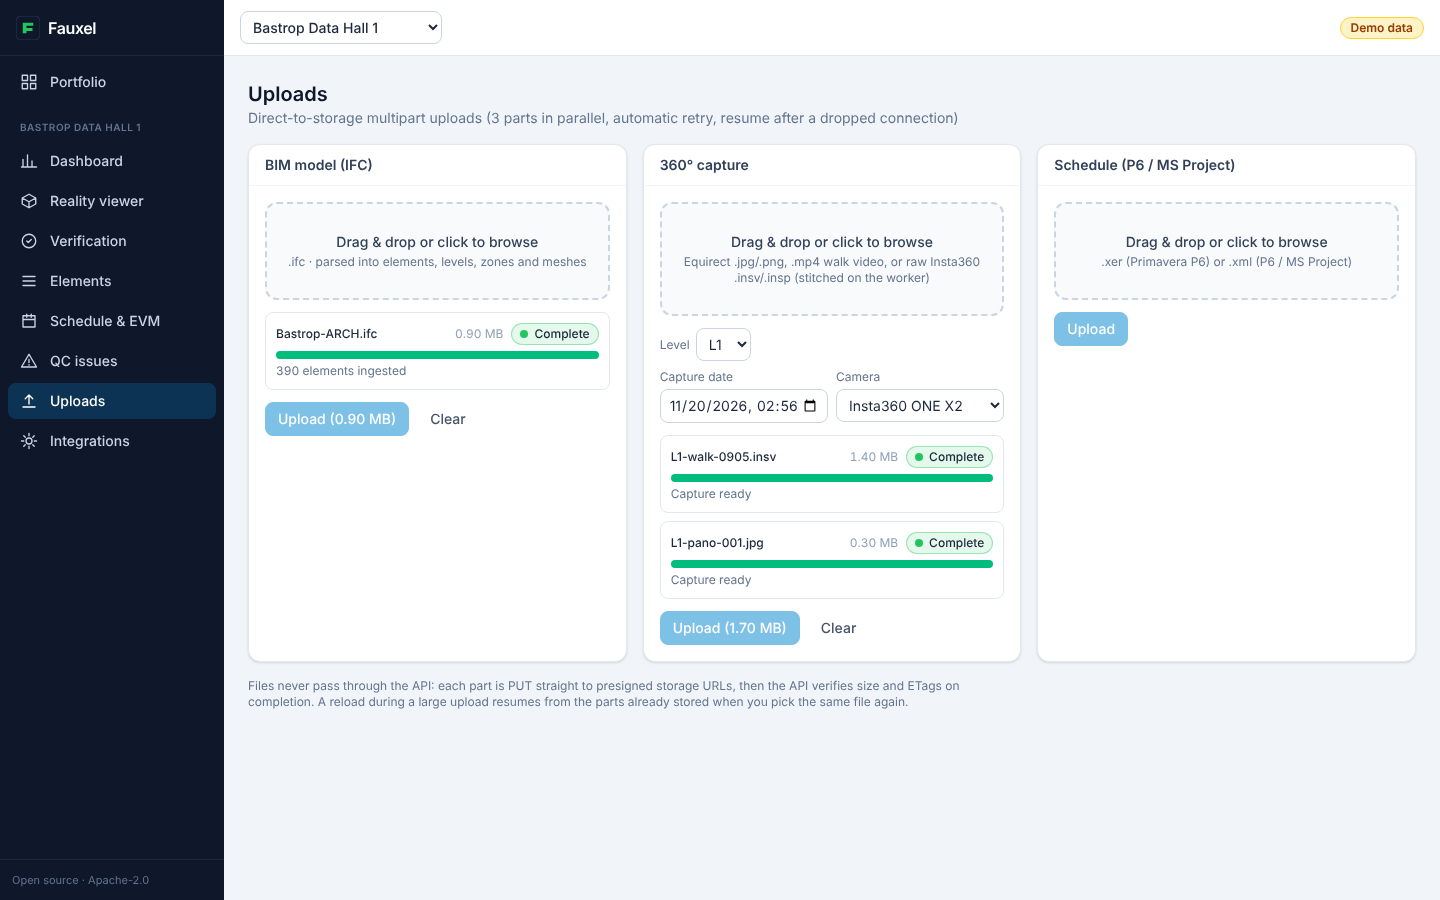 Fauxel
Bastrop Data Hall 1
Demo data
Portfolio
BASTROP DATA HALL 1
Dashboard
Reality viewer
Verification
Elements
Schedule & EVM
QC issues
Uploads
Integrations
Open source · Apache-2.0
Uploads
Direct-to-storage multipart uploads (3 parts in parallel, automatic retry, resume after a dropped connection)
BIM model (IFC)
Drag & drop or click to browse
.ifc · parsed into elements, levels, zones and meshes
Bastrop-ARCH.ifc 0.90 MB Complete
390 elements ingested
Upload (0.90 MB) Clear
360° capture
Drag & drop or click to browse
Equirect .jpg/.png, .mp4 walk video, or raw Insta360
.insv/.insp (stitched on the worker)
Level L1
Capture date Camera
11/20/2026, 02:56 Insta360 ONE X2
L1-walk-0905.insv 1.40 MB Complete
Capture ready
L1-pano-001.jpg 0.30 MB Complete
Capture ready
Upload (1.70 MB) Clear
Schedule (P6 / MS Project)
Drag & drop or click to browse
.xer (Primavera P6) or .xml (P6 / MS Project)
Upload
Files never pass through the API: each part is PUT straight to presigned storage URLs, then the API verifies size and ETags on
completion. A reload during a large upload resumes from the parts already stored when you pick the same file again.